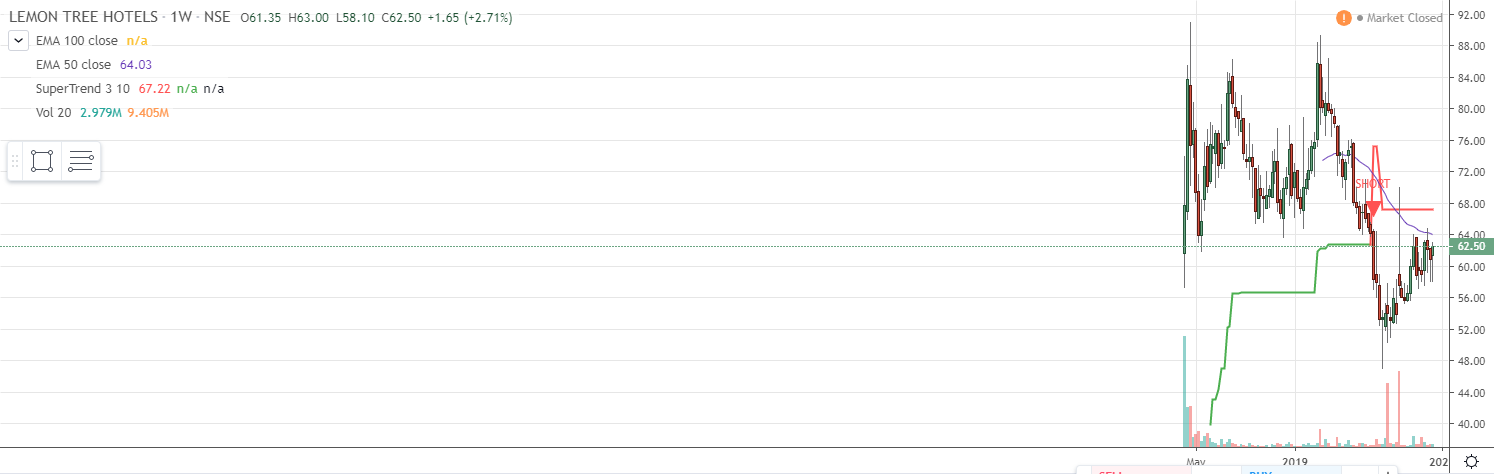 LEMON TREE HOTELS · 1W · NSE O61.35 H63.00 L58.10 C62.50 +1.65 (+2.71%)
! ● Market Closed
EMA 100 close n/a
EMA 50 close 64.03
SuperTrend 3 10 67.22 n/a n/a
Vol 20 2.979M 9.405M
SHORT
92.00
88.00
84.00
80.00
76.00
72.00
68.00
64.00
62.50
60.00
56.00
52.00
48.00
44.00
40.00
May 2019 202
SELL BUY